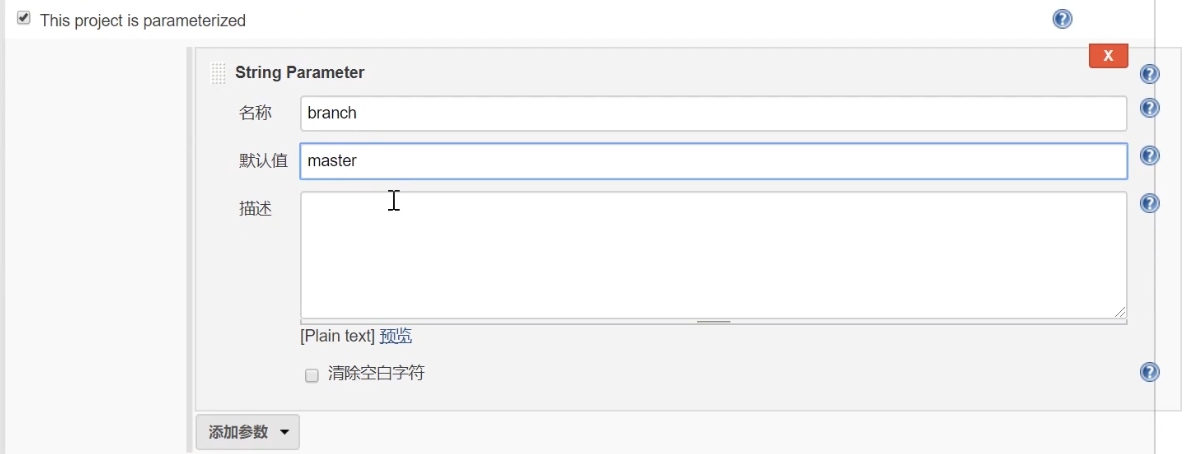 This project is parameterized
X
String Parameter
名称 branch
默认值 master
描述
[Plain text] 预览
清除空白字符
添加参数